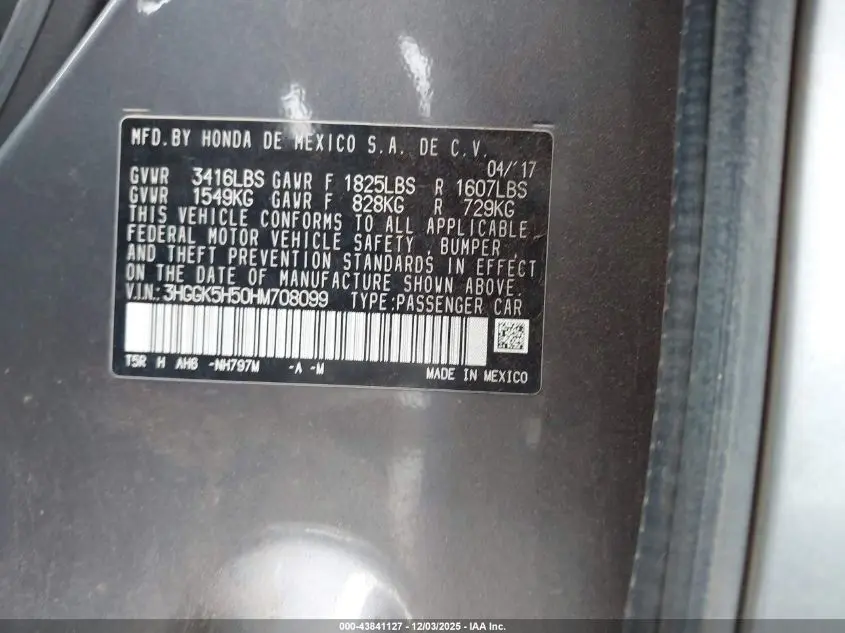 MFD. BY HONDA DE MEXICO S.A. DE C.V.
04/'17
GVWR 3416LBS GAWR F 1825LBS R 1607LBS
GVWR 1549KG GAWR F 828KG R 729KG
THIS VEHICLE CONFORMS TO ALL APPLICABLE
FEDERAL MOTOR VEHICLE SAFETY, BUMPER,
AND THEFT PREVENTION STANDARDS IN EFFECT
ON THE DATE OF MANUFACTURE SHOWN ABOVE.
V.I.N.: 3HGGK5H50HM708099 TYPE:PASSENGER CAR
T5R H AH8 -NH797M -A -M MADE IN MEXICO
000-43841127 - 12/03/2025 - IAA Inc.